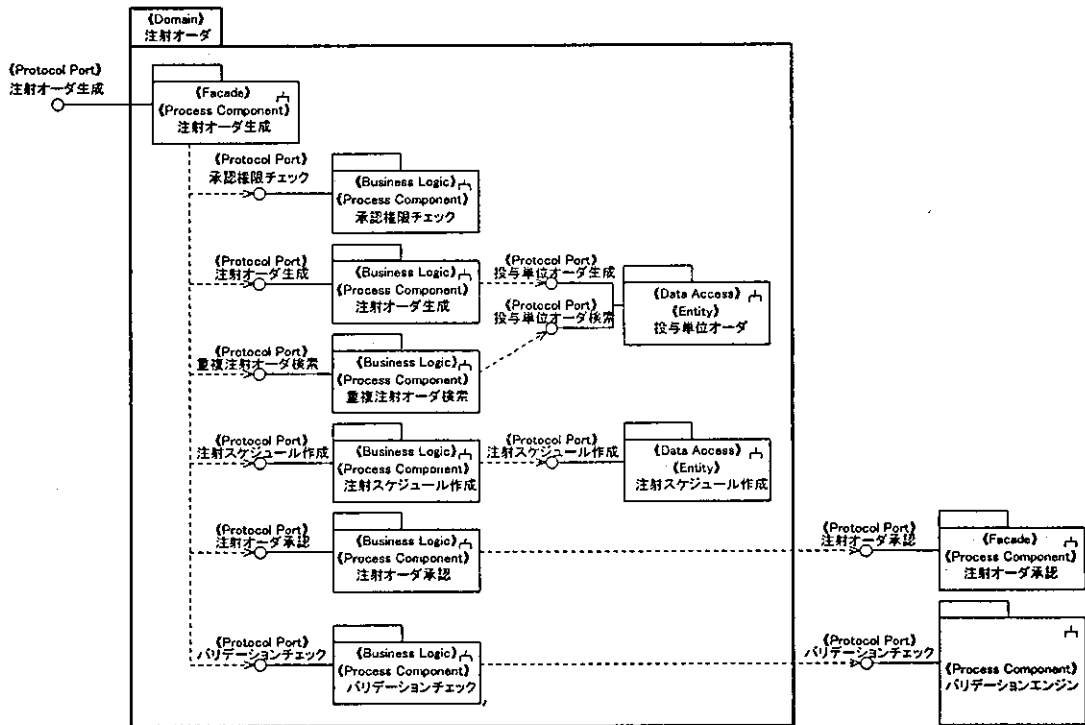 《Domain》
注射オーダ
《Protocol Port》
注射オーダ生成
《Facade》
《Process Component》
注射オーダ生成
《Protocol Port》
承認権限チェック
《Business Logic》
《Process Component》
承認権限チェック
《Protocol Port》
注射オーダ生成
《Business Logic》
《Process Component》
注射オーダ生成
《Protocol Port》
投与単位オーダ生成
《Protocol Port》
投与単位オーダ検索
《Data Access》
《Entity》
投与単位オーダ
《Protocol Port》
重複注射オーダ検索
《Business Logic》
《Process Component》
重複注射オーダ検索
《Protocol Port》
注射スケジュール作成
《Business Logic》
《Process Component》
注射スケジュール作成
《Protocol Port》
注射スケジュール作成
《Data Access》
《Entity》
注射スケジュール作成
《Protocol Port》
注射オーダ承認
《Business Logic》
《Process Component》
注射オーダ承認
《Protocol Port》
注射オーダ承認
《Facade》
《Process Component》
注射オーダ承認
《Protocol Port》
バリデーションチェック
《Business Logic》
《Process Component》
バリデーションチェック
《Protocol Port》
バリデーションチェック
《Process Component》
バリデーションエンジン